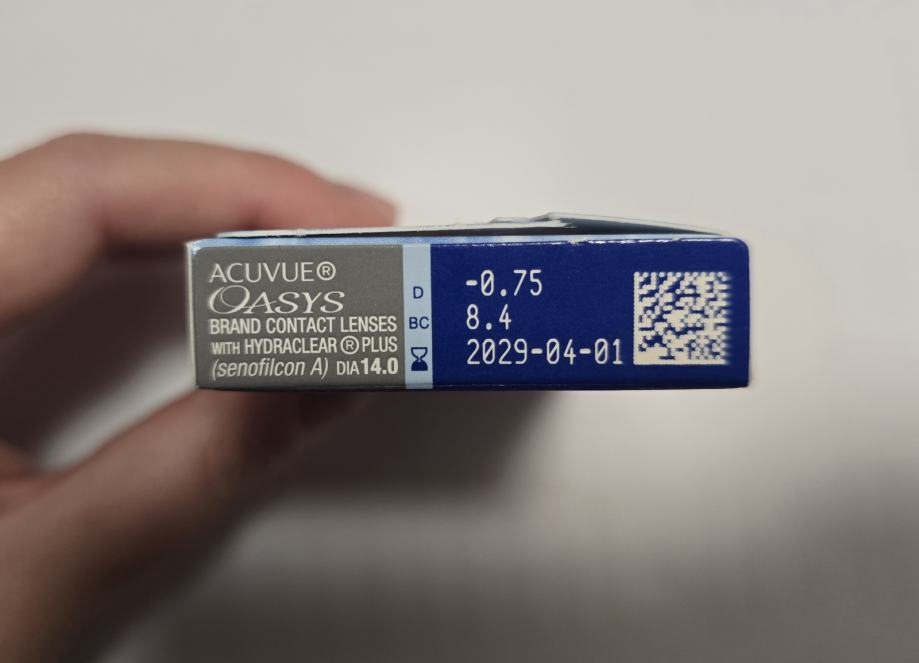 ACUVUE®
OASYS
BRAND CONTACT LENSES
WITH HYDRACLEAR® PLUS
(senofilcon A) DIA 14.0
D -0.75
BC 8.4
2029-04-01